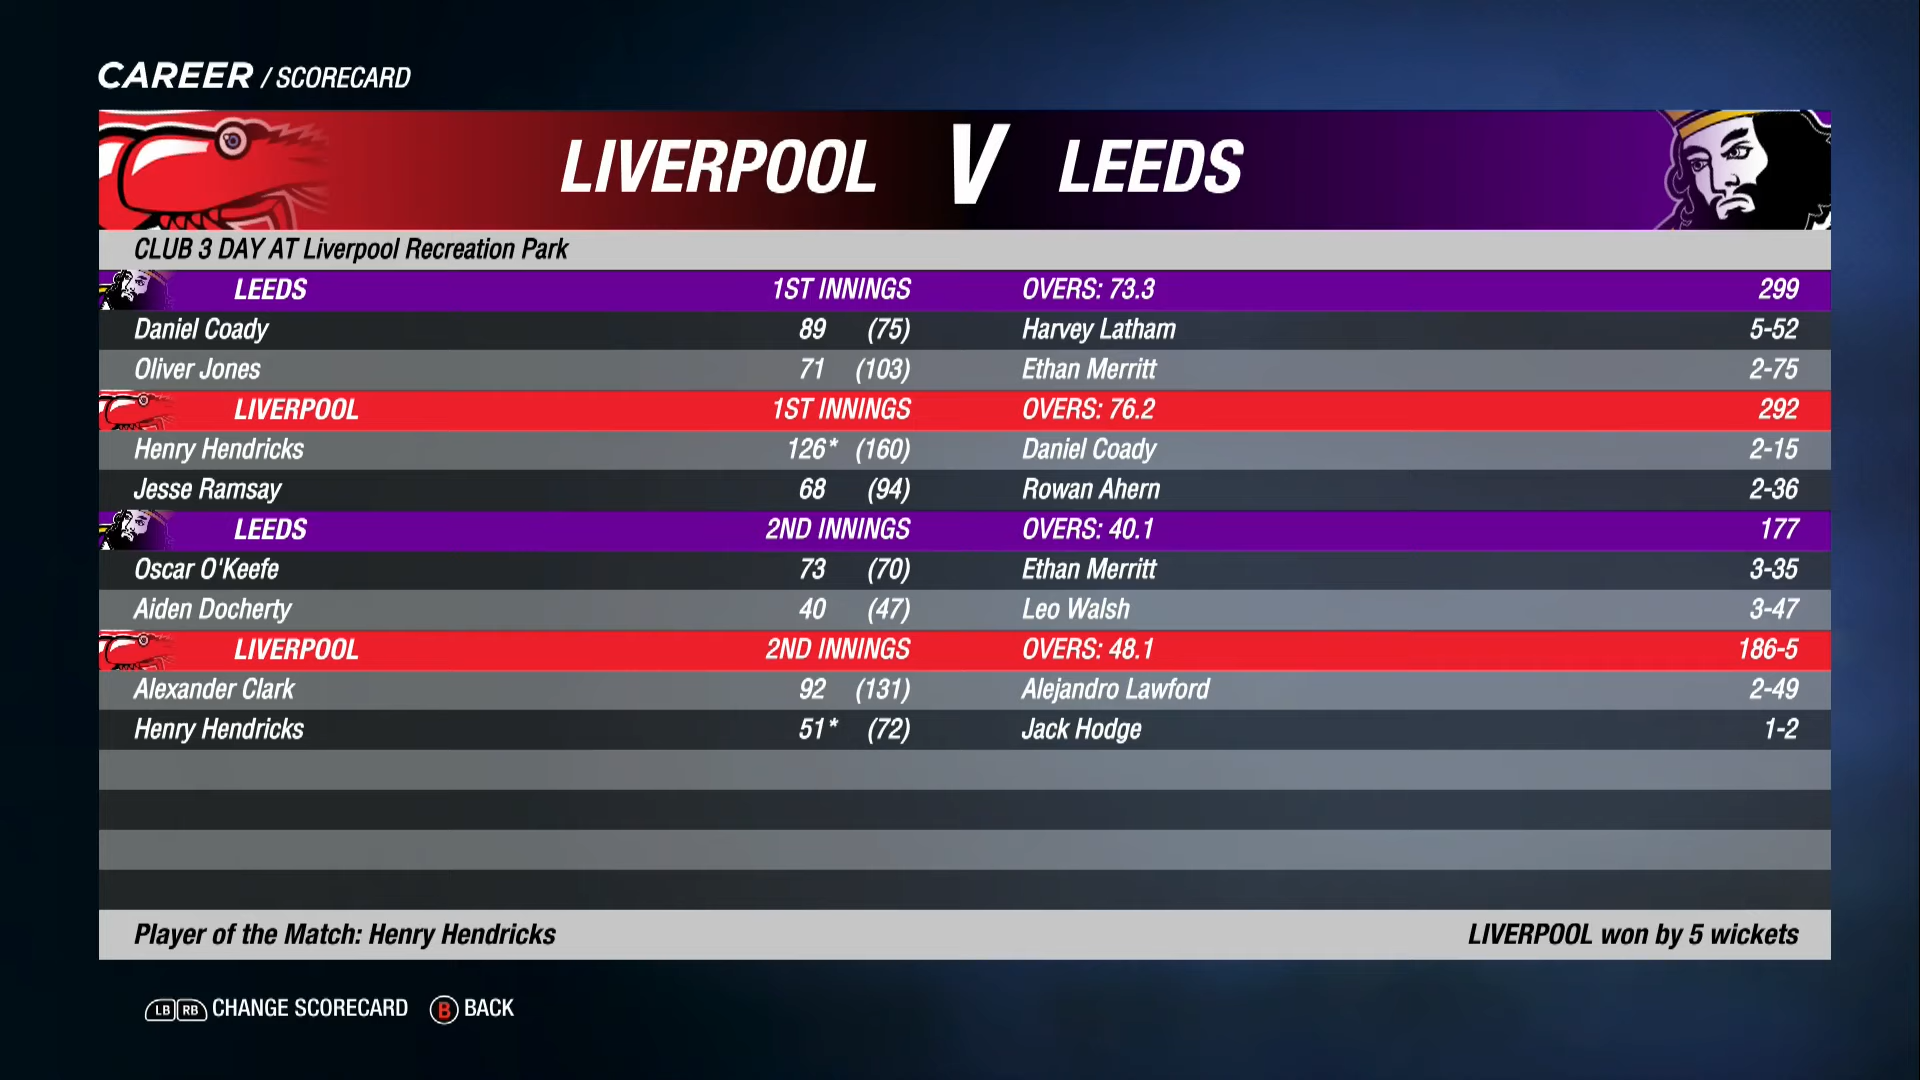 CAREER / SCORECARD
LIVERPOOL V LEEDS
CLUB 3 DAY AT Liverpool Recreation Park
LEEDS 1ST INNINGS OVERS: 73.3 299
Daniel Coady 89 (75) Harvey Latham 5-52
Oliver Jones 71 (103) Ethan Merritt 2-75
LIVERPOOL 1ST INNINGS OVERS: 76.2 292
Henry Hendricks 126* (160) Daniel Coady 2-15
Jesse Ramsay 68 (94) Rowan Ahern 2-36
LEEDS 2ND INNINGS OVERS: 40.1 177
Oscar O'Keefe 73 (70) Ethan Merritt 3-35
Aiden Docherty 40 (47) Leo Walsh 3-47
LIVERPOOL 2ND INNINGS OVERS: 48.1 186-5
Alexander Clark 92 (131) Alejandro Lawford 2-49
Henry Hendricks 51* (72) Jack Hodge 1-2
Player of the Match: Henry Hendricks LIVERPOOL won by 5 wickets
LB RB CHANGE SCORECARD B BACK